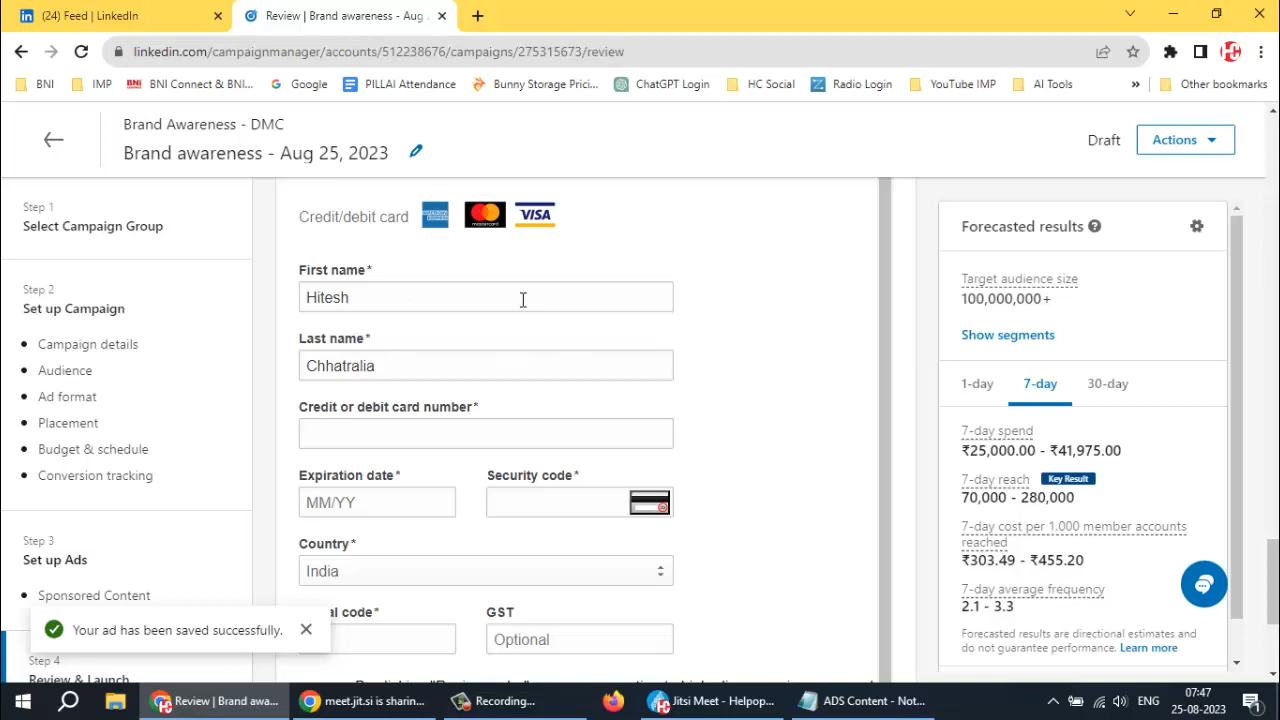 (24) Feed | LinkedIn
Review | Brand awareness - Aug
linkedin.com/campaignmanager/accounts/512238676/campaigns/275315673/review
BNI
IMP
BNI Connect & BNI...
Google
PILLAI Attendance
Bunny Storage Pricing...
ChatGPT Login
HC Social
Radio Login
YouTube IMP
AI Tools
»
Other bookmarks
Brand Awareness - DMC
Brand awareness - Aug 25, 2023
Draft
Actions
Step 1
Select Campaign Group
Step 2
Set up Campaign
Campaign details
Audience
Ad format
Placement
Budget & schedule
Conversion tracking
Step 3
Set up Ads
Sponsored Content
Step 4
Review & Launch
Your ad has been saved successfully.
Credit/debit card
AMERICAN EXPRESS
mastercard
VISA
First name*
Hitesh
Last name*
Chhatralia
Credit or debit card number*
Expiration date*
Security code*
MM/YY
Country*
India
al code*
GST
Optional
Forecasted results
Target audience size
100,000,000+
Show segments
1-day
7-day
30-day
7-day spend
₹25,000.00 - ₹41,975.00
7-day reach
Key Result
70,000 - 280,000
7-day cost per 1,000 member accounts
reached
₹303.49 - ₹455.20
7-day average frequency
2.1 - 3.3
Forecasted results are directional estimates and
do not guarantee performance. Learn more
Review | Brand awa...
meet.jit.si is sharin...
Recording...
Jitsi Meet - Helpop...
ADS Content - Not...
ENG
07:47
25-08-2023
1